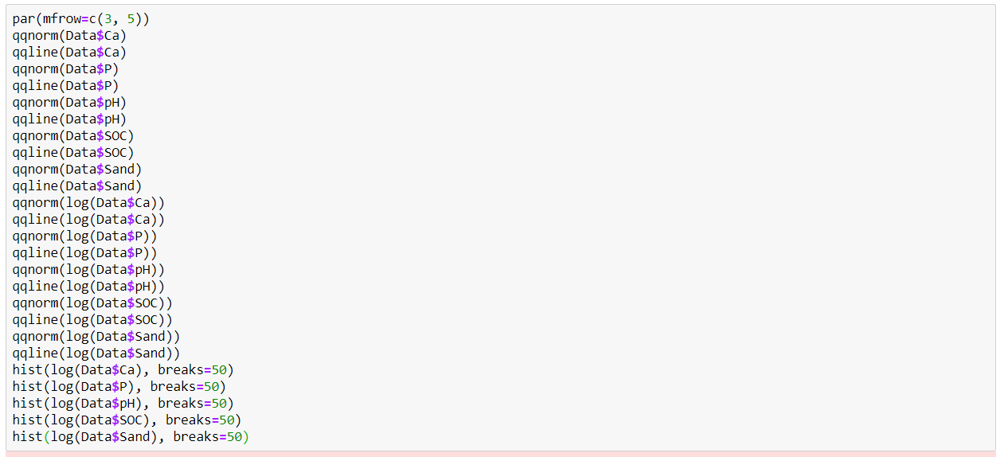 par(mfrow=c(3, 5))
qqnorm(Data$Ca)
qqline(Data$Ca)
qqnorm(Data$P)
qqline(Data$P)
qqnorm(Data$pH)
qqline(Data$pH)
qqnorm(Data$SOC)
qqline(Data$SOC)
qqnorm(Data$Sand)
qqline(Data$Sand)
qqnorm(log(Data$Ca))
qqline(log(Data$Ca))
qqnorm(log(Data$P))
qqline(log(Data$P))
qqnorm(log(Data$pH))
qqline(log(Data$pH))
qqnorm(log(Data$SOC))
qqline(log(Data$SOC))
qqnorm(log(Data$Sand))
qqline(log(Data$Sand))
hist(log(Data$Ca), breaks=50)
hist(log(Data$P), breaks=50)
hist(log(Data$pH), breaks=50)
hist(log(Data$SOC), breaks=50)
hist(log(Data$Sand), breaks=50)